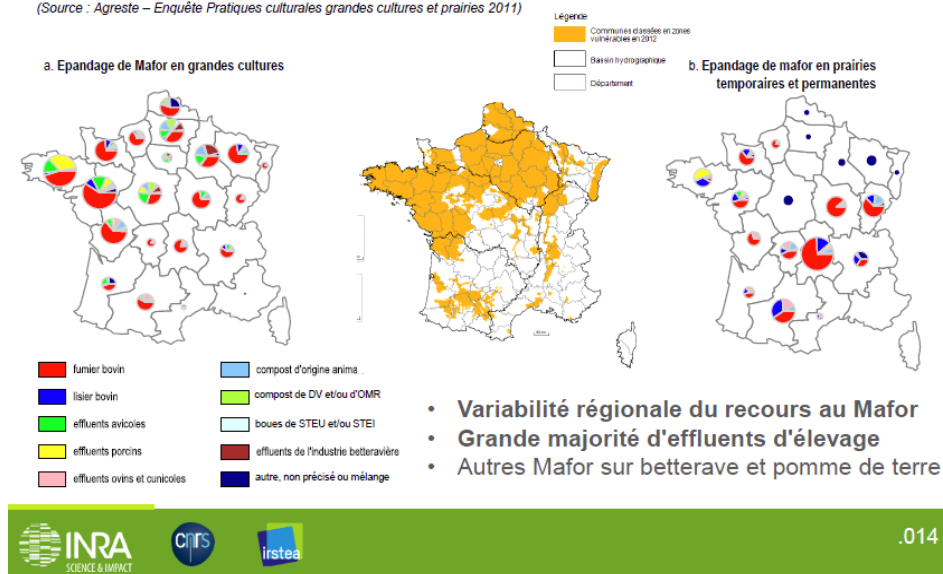 (Source : Agreste – Enquête Pratiques culturales grandes cultures et prairies 2011)
Légende
Communes classées en zones
vulnérables en 2012
Bassin hydrographique
Département
a. Epandage de Mafor en grandes cultures
b. Epandage de mafor en prairies
temporaires et permanentes
fumier bovin
lisier bovin
effluents avicoles
effluents porcins
effluents ovins et cunicoles
compost d'origine anima
compost de DV et/ou d'OMR
boues de STEU et/ou STEI
effluents de l'industrie betteravière
autre, non précisé ou mélange
• Variabilité régionale du recours au Mafor
• Grande majorité d'effluents d'élevage
• Autres Mafor sur betterave et pomme de terre
INRA
SCIENCE & IMPACT
cnrs
irstea
.014